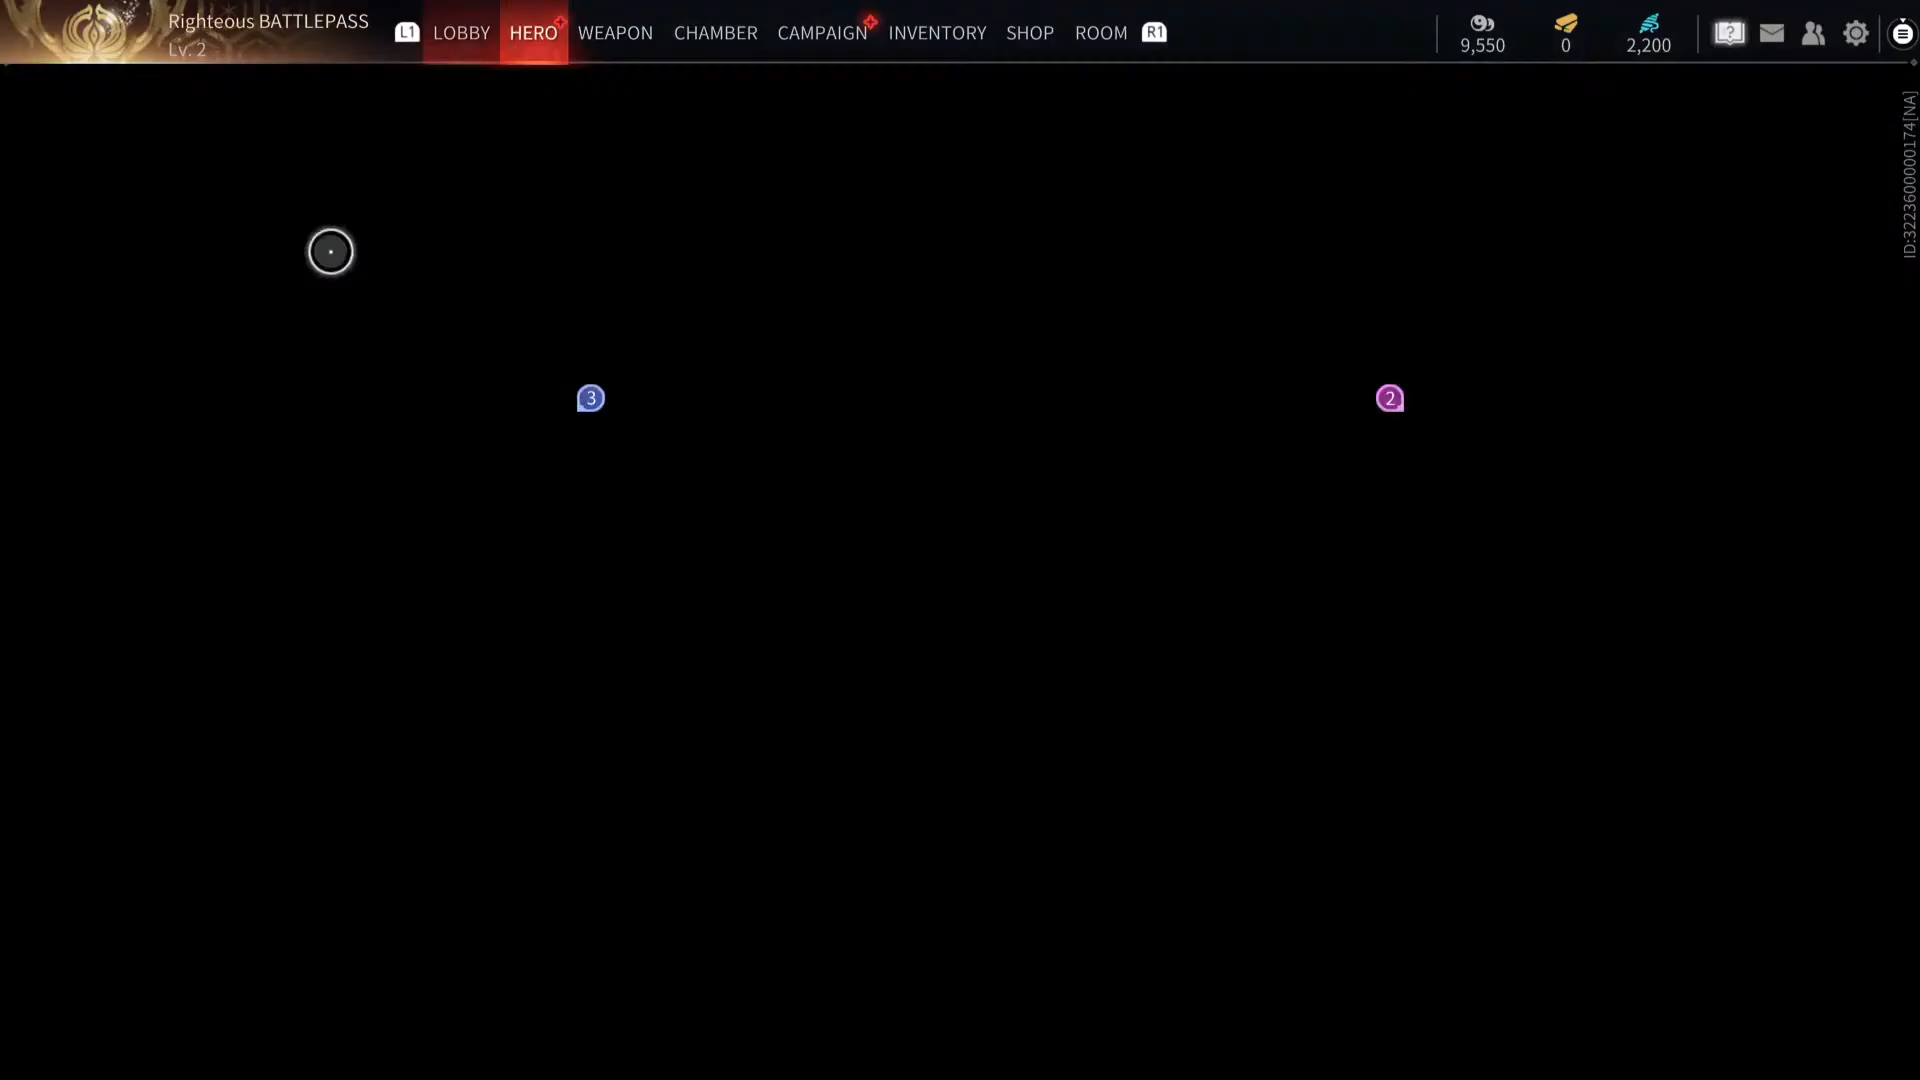 Righteous BATTLEPASS
Lv. 2
L1 LOBBY HERO WEAPON CHAMBER CAMPAIGN INVENTORY SHOP ROOM R1
9,550 0 2,200
?
ID:3223600000174[NA]
3
2